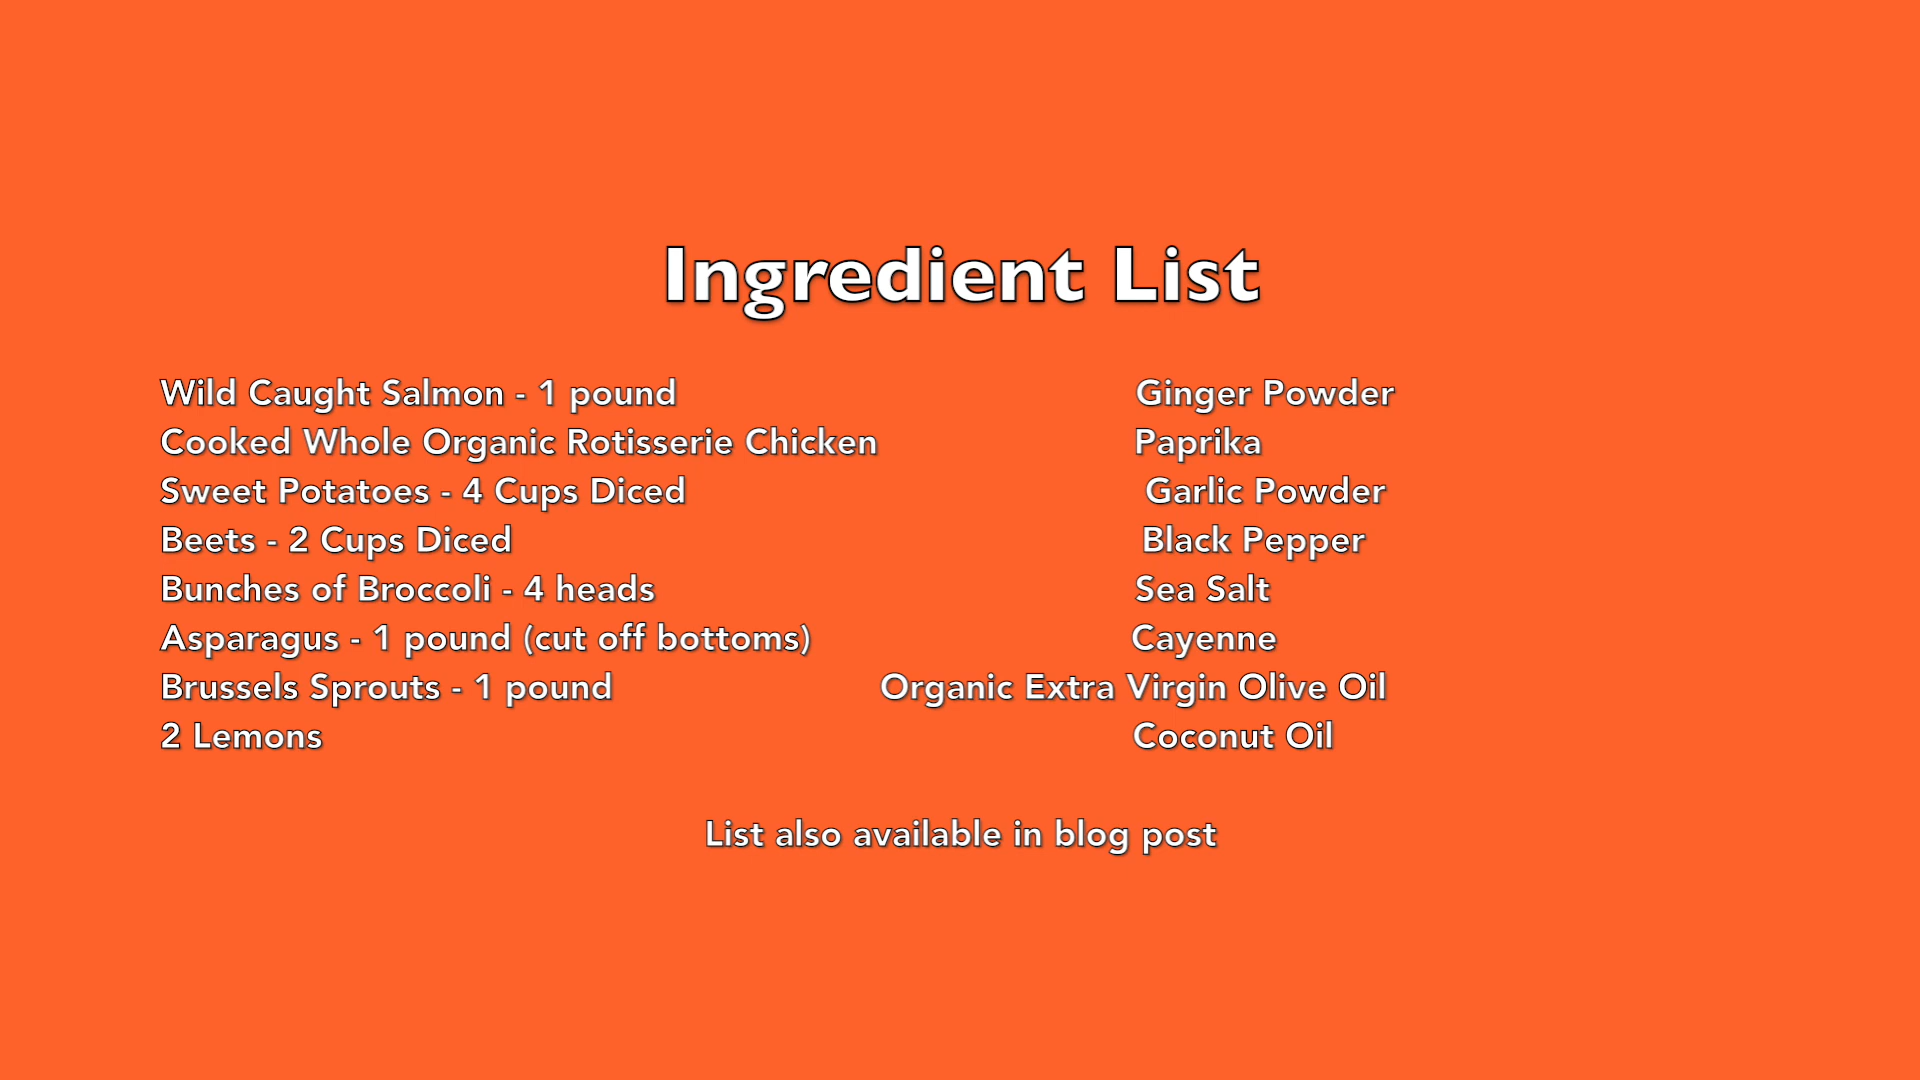 Ingredient List
Wild Caught Salmon - 1 pound Ginger Powder
Cooked Whole Organic Rotisserie Chicken Paprika
Sweet Potatoes - 4 Cups Diced Garlic Powder
Beets - 2 Cups Diced Black Pepper
Bunches of Broccoli - 4 heads Sea Salt
Asparagus - 1 pound (cut off bottoms) Cayenne
Brussels Sprouts - 1 pound Organic Extra Virgin Olive Oil
2 Lemons Coconut Oil
List also available in blog post